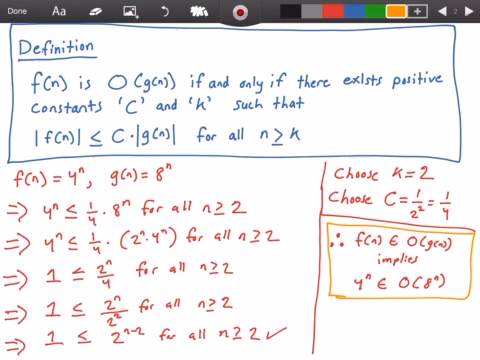 Done
Aa
2
Definition
f(n) is O(g(n)) if and only if there exists positive
constants 'C' and 'k' such that
|f(n)| ≤ C·|g(n)| for all n ≥ k
f(n) = 4ⁿ, g(n) = 8ⁿ
⇒ 4ⁿ ≤ 1/4 · 8ⁿ for all n ≥ 2
⇒ 4ⁿ ≤ 1/4 · (2ⁿ·4ⁿ) for all n ≥ 2
⇒ 1 ≤ 2ⁿ/4 for all n ≥ 2
⇒ 1 ≤ 2ⁿ/2² for all n ≥ 2
⇒ 1 ≤ 2ⁿ⁻² for all n ≥ 2 ✓
Choose k = 2
Choose C = 1/2² = 1/4
∴ f(n) ∈ O(g(n))
implies
4ⁿ ∈ O(8ⁿ)